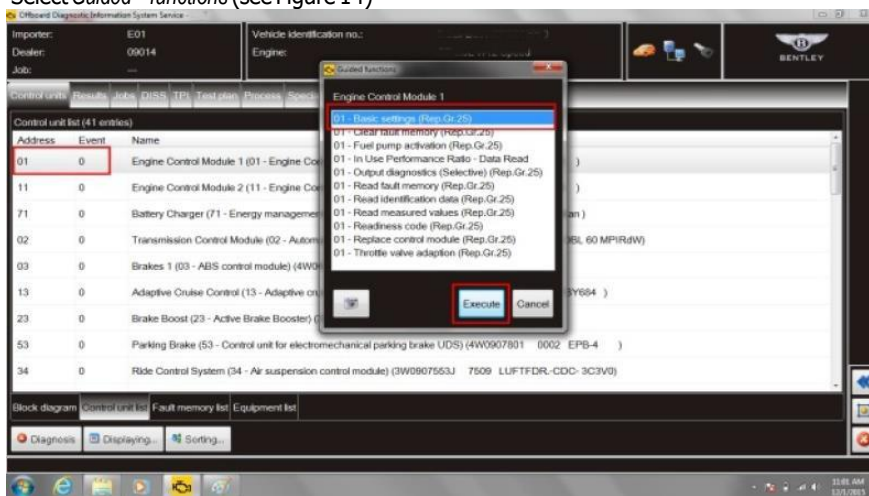 Select Guided functions (see Figure 14)
Offboard Diagnostic Information System Service -
Importer: E01 Vehicle identification no.:
Dealer: 09014 Engine:
Job: ---
BENTLEY
Control units Results Jobs DISS TPI Test plan Process
Guided functions
Engine Control Module 1
01 - Basic settings (Rep.Gr.25)
01 - Clear fault memory (Rep.Gr.25)
01 - Fuel pump activation (Rep.Gr.25)
01 - In Use Performance Ratio - Data Read
01 - Output diagnostics (Selective) (Rep.Gr.25)
01 - Read fault memory (Rep.Gr.25)
01 - Read identification data (Rep.Gr.25)
01 - Read measured values (Rep.Gr.25)
01 - Readiness code (Rep.Gr.25)
01 - Replace control module (Rep.Gr.25)
01 - Throttle valve adaption (Rep.Gr.25)
Execute Cancel
Control unit list (41 entries)
Address Event Name
01 0 Engine Control Module 1 (01 - Engine )
11 0 Engine Control Module 2 (11 - Engine )
71 0 Battery Charger (71 - Energy )
02 0 Transmission Control Module (02 - 60 MPIRdW)
03 0 Brakes 1 (03 - ABS control module)
13 0 Adaptive Cruise Control (13 - Adaptive )
23 0 Brake Boost (23 - Active Brake Booster)
53 0 Parking Brake (53 - Control unit for electromechanical parking brake UDS) (4W0907801 0002 EPB-4 )
34 0 Ride Control System (34 - Air suspension control module) (3W0907553J 7509 LUFTFDR.-CDC- 3C3V0)
Block diagram Control unit list Fault memory list Equipment list
Diagnosis Displaying... Sorting...
11:01 AM
12/1/2015